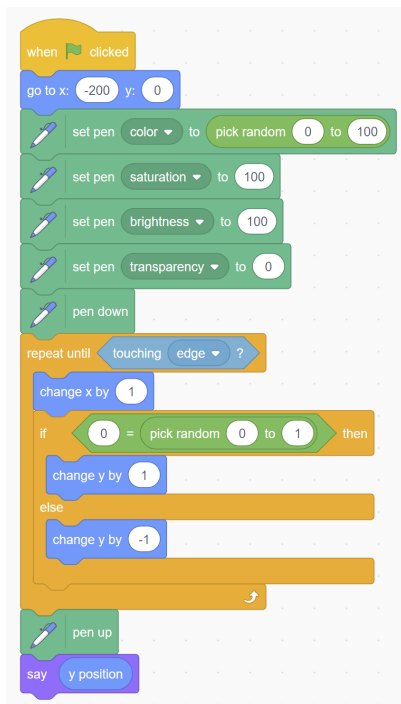 when clicked
go to x: -200 y: 0
set pen color to pick random 0 to 100
set pen saturation to 100
set pen brightness to 100
set pen transparency to 0
pen down
repeat until touching edge ?
change x by 1
if 0 = pick random 0 to 1 then
change y by 1
else
change y by -1
pen up
say y position